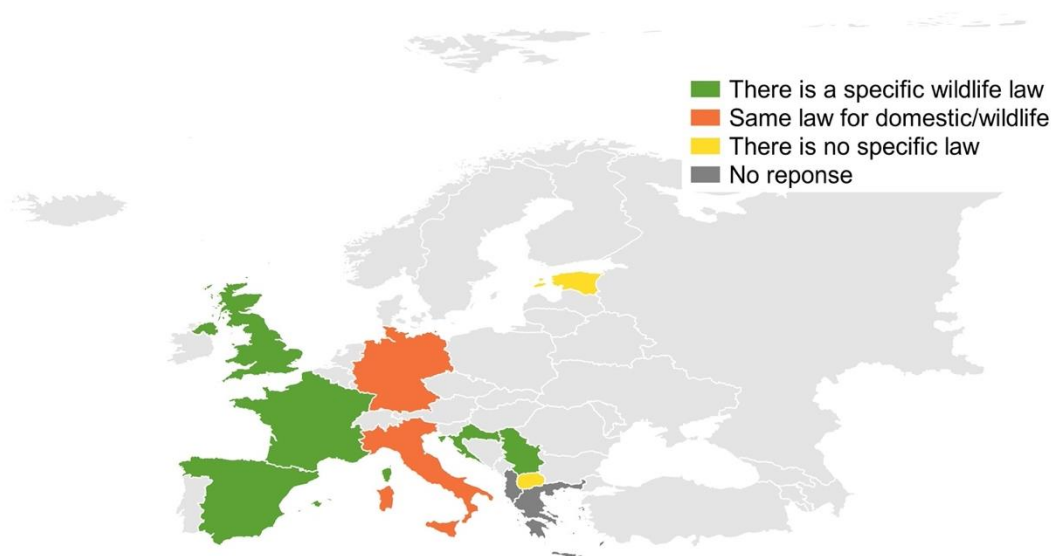 There is a specific wildlife law
Same law for domestic/wildlife
There is no specific law
No reponse